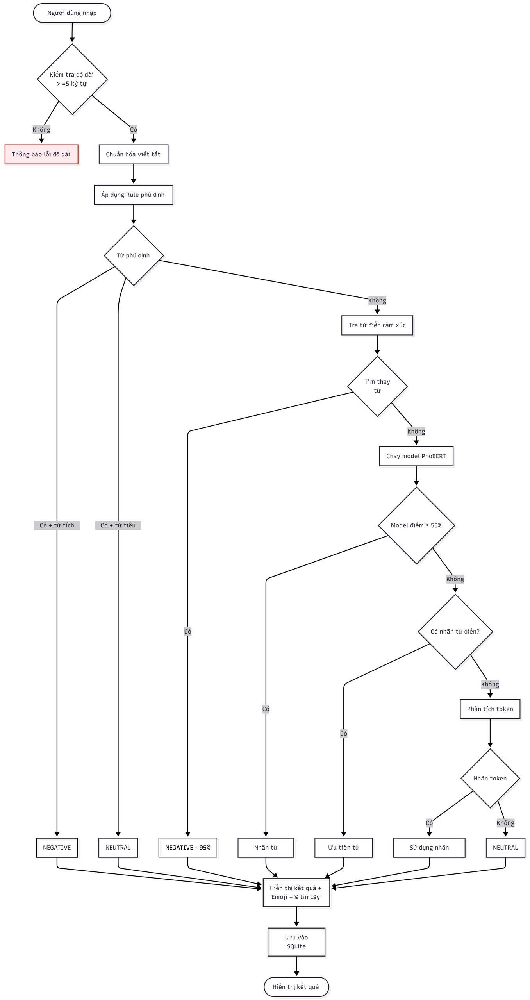 Người dùng nhập
Kiểm tra độ dài
> =5 ký tự
Không
Có
Thông báo lỗi độ dài
Chuẩn hóa viết tắt
Áp dụng Rule phủ định
Từ phủ định
Không
Tra từ điển cảm xúc
Tìm thấy
từ
Không
Chạy model PhoBERT
Có + từ tích
Có + từ tiêu
Model điểm ≥ 55%
Không
Có
Có nhãn từ điển?
Không
Có
Phân tích token
Có
Nhãn token
Có
Không
NEGATIVE
NEUTRAL
NEGATIVE - 95%
Nhãn từ
Ưu tiên từ
Sử dụng nhãn
NEUTRAL
Hiển thị kết quả +
Emoji + % tin cậy
Lưu vào
SQLite
Hiển thị kết quả